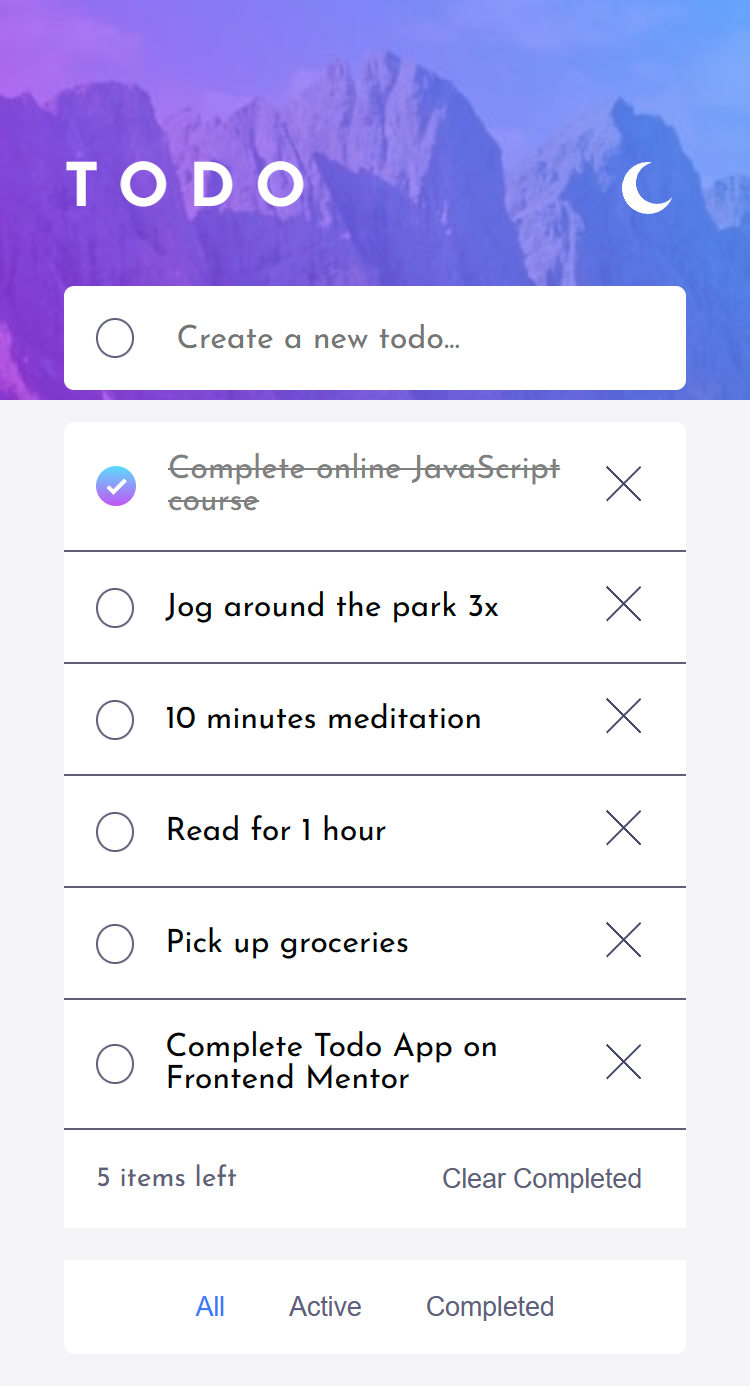 TODO
Create a new todo...
Complete online JavaScript
course
Jog around the park 3x
10 minutes meditation
Read for 1 hour
Pick up groceries
Complete Todo App on
Frontend Mentor
5 items left Clear Completed
All Active Completed